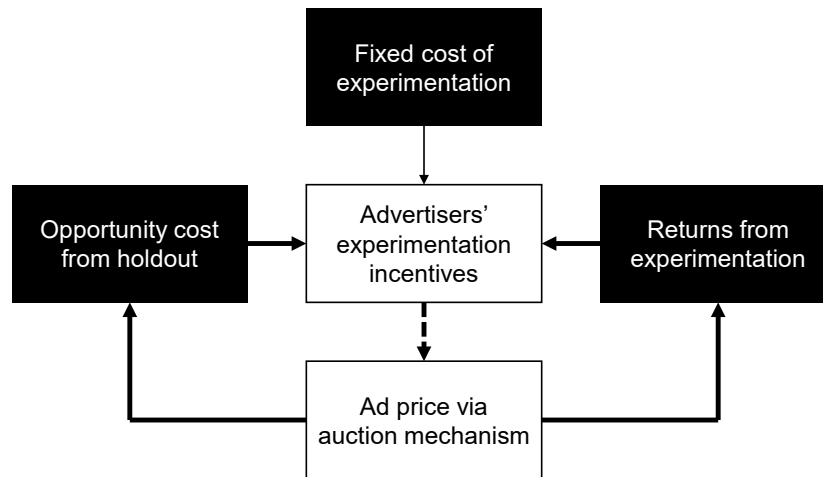 Fixed cost of
experimentation
Opportunity cost
from holdout
Advertisers’
experimentation
incentives
Returns from
experimentation
Ad price via
auction mechanism